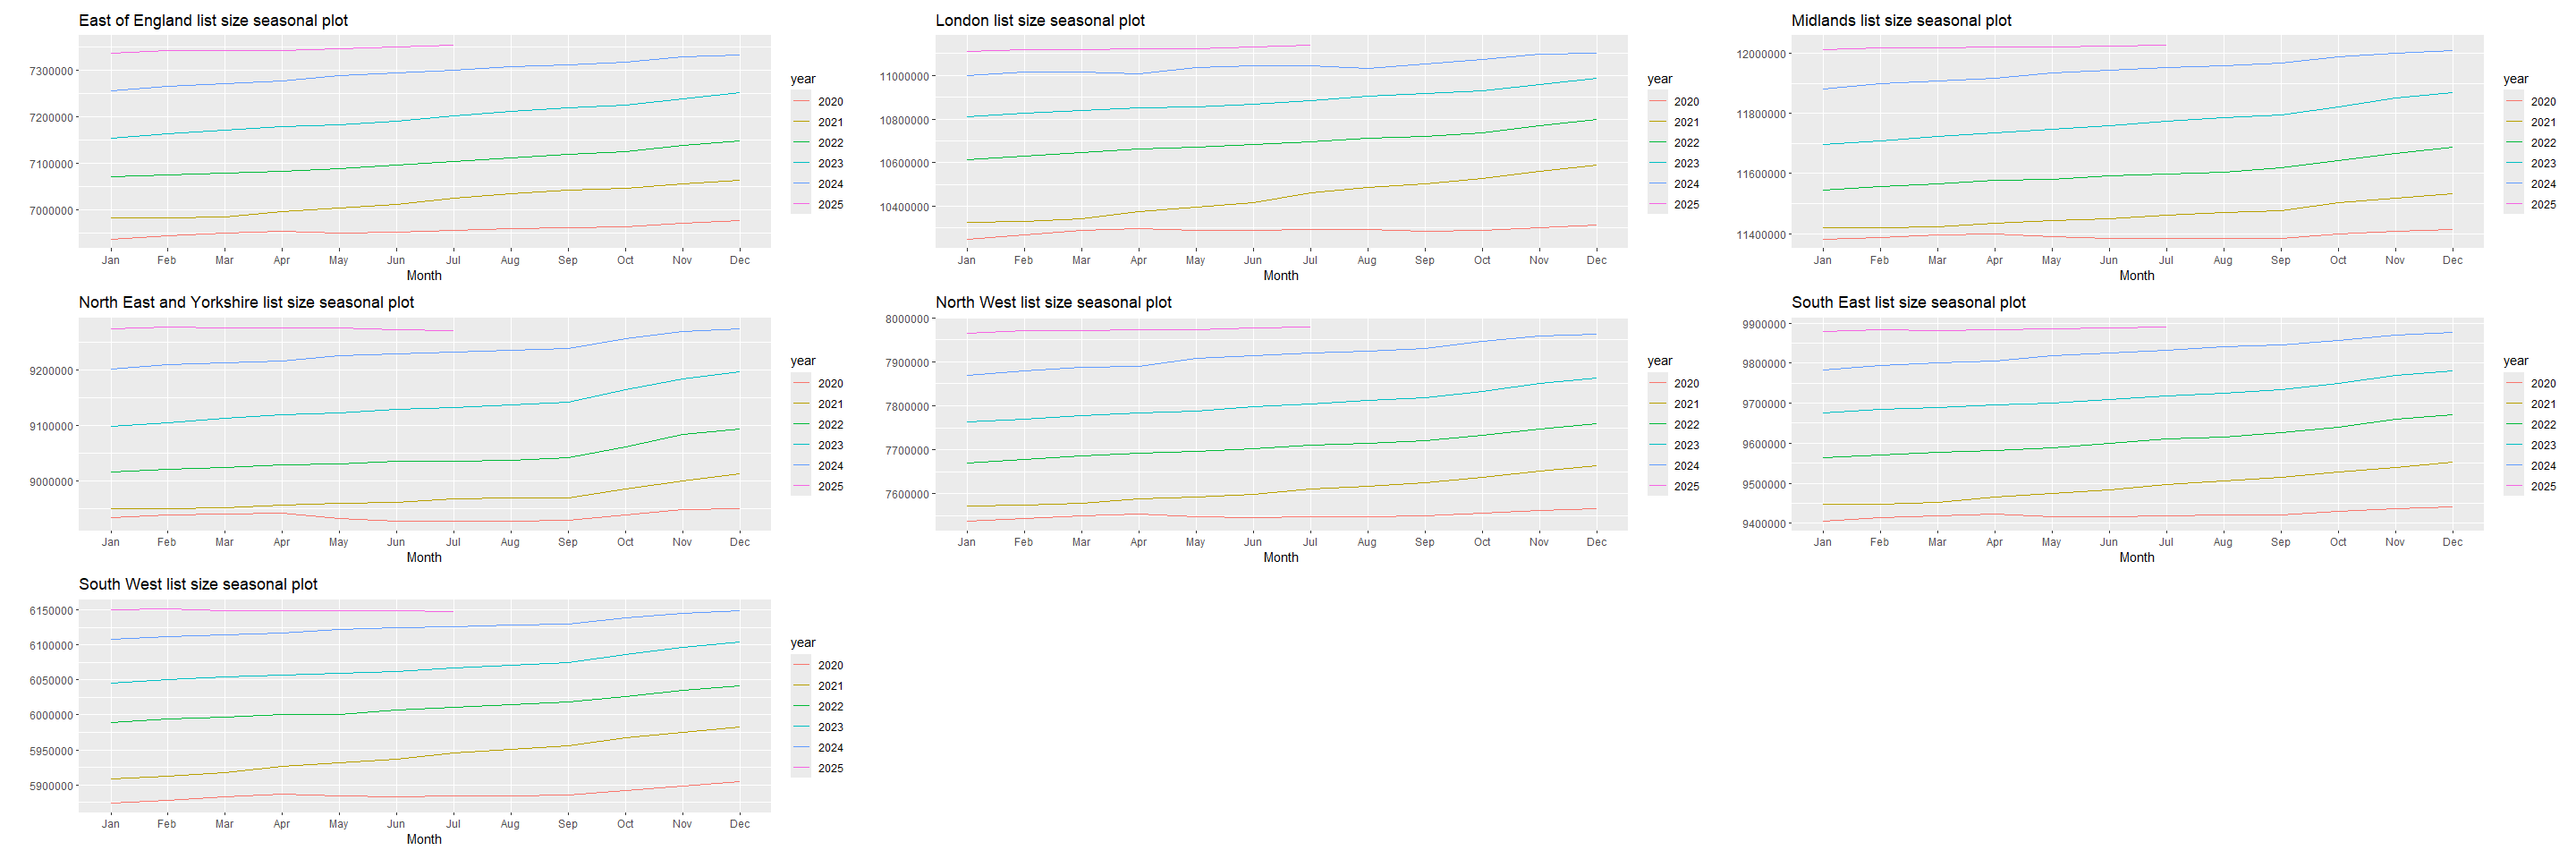 East of England list size seasonal plot
7300000
7200000
7100000
7000000
Jan Feb Mar Apr May Jun Jul Aug Sep Oct Nov Dec
Month
year
2020
2021
2022
2023
2024
2025
London list size seasonal plot
11000000
10800000
10600000
10400000
Jan Feb Mar Apr May Jun Jul Aug Sep Oct Nov Dec
Month
year
2020
2021
2022
2023
2024
2025
Midlands list size seasonal plot
12000000
11800000
11600000
11400000
Jan Feb Mar Apr May Jun Jul Aug Sep Oct Nov Dec
Month
year
2020
2021
2022
2023
2024
2025
North East and Yorkshire list size seasonal plot
9200000
9100000
9000000
Jan Feb Mar Apr May Jun Jul Aug Sep Oct Nov Dec
Month
year
2020
2021
2022
2023
2024
2025
North West list size seasonal plot
8000000
7900000
7800000
7700000
7600000
Jan Feb Mar Apr May Jun Jul Aug Sep Oct Nov Dec
Month
year
2020
2021
2022
2023
2024
2025
South East list size seasonal plot
9900000
9800000
9700000
9600000
9500000
9400000
Jan Feb Mar Apr May Jun Jul Aug Sep Oct Nov Dec
Month
year
2020
2021
2022
2023
2024
2025
South West list size seasonal plot
6150000
6100000
6050000
6000000
5950000
5900000
Jan Feb Mar Apr May Jun Jul Aug Sep Oct Nov Dec
Month
year
2020
2021
2022
2023
2024
2025